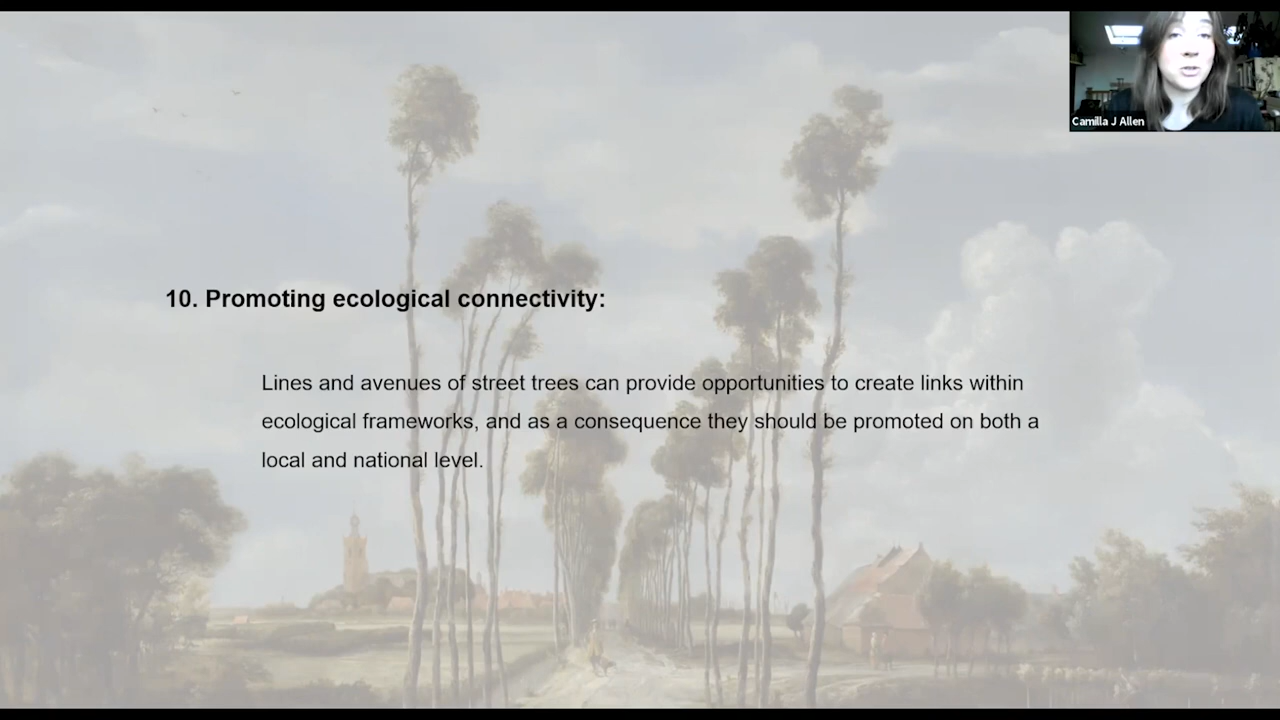 Camilla J Allen
10. Promoting ecological connectivity:
Lines and avenues of street trees can provide opportunities to create links within
ecological frameworks, and as a consequence they should be promoted on both a
local and national level.